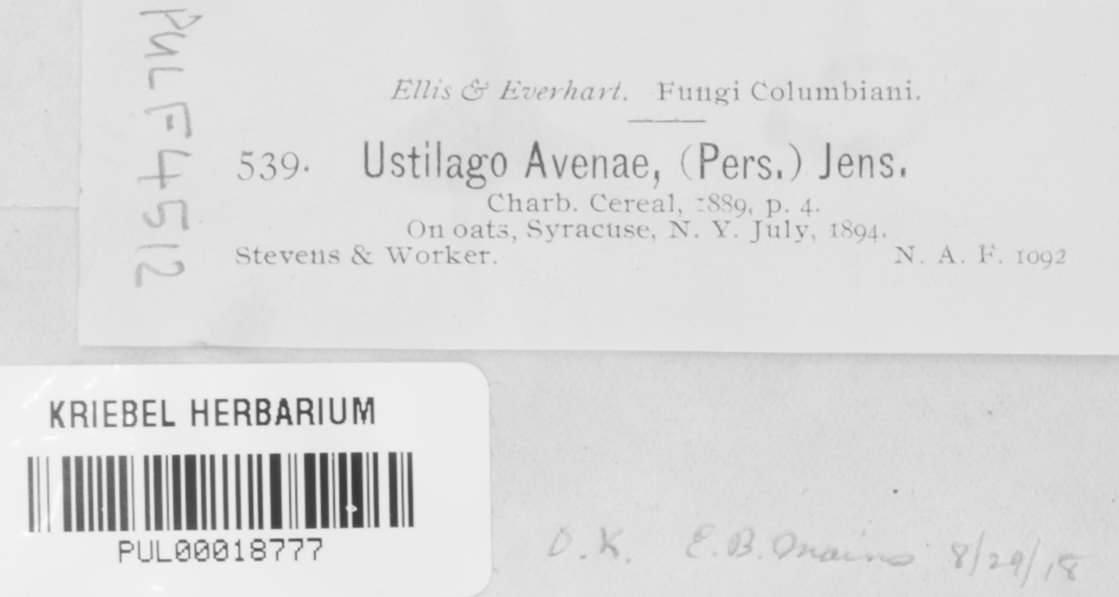 PUL F4512
Ellis & Everhart. Fungi Columbiani.
539. Ustilago Avenae, (Pers.) Jens.
Charb. Cereal, 1889, p. 4.
On oats, Syracuse, N. Y. July, 1894.
Stevens & Worker. N. A. F. 1092
KRIEBEL HERBARIUM
PUL00018777
O.K. E.B. Mains 8/29/18